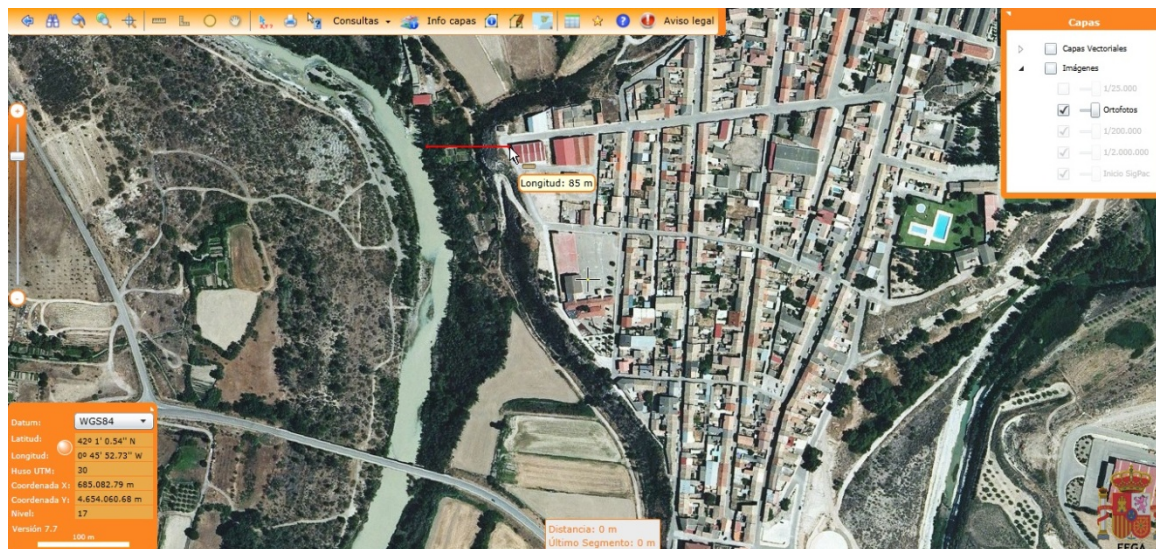 Consultas
Info capas
Aviso legal
Capas
Capas Vectoriales
Imágenes
1/25.000
Ortofotos
1/200.000
1/2.000.000
Inicio SigPac
Longitud: 85 m
Datum: WGS84
Latitud: 42º 1' 0.54'' N
Longitud: 0º 45' 52.73'' W
Huso UTM: 30
Coordenada X: 685.082.79 m
Coordenada Y: 4.654.060.68 m
Nivel: 17
Versión 7.7
100 m
Distancia: 0 m
Último Segmento: 0 m
FEGA